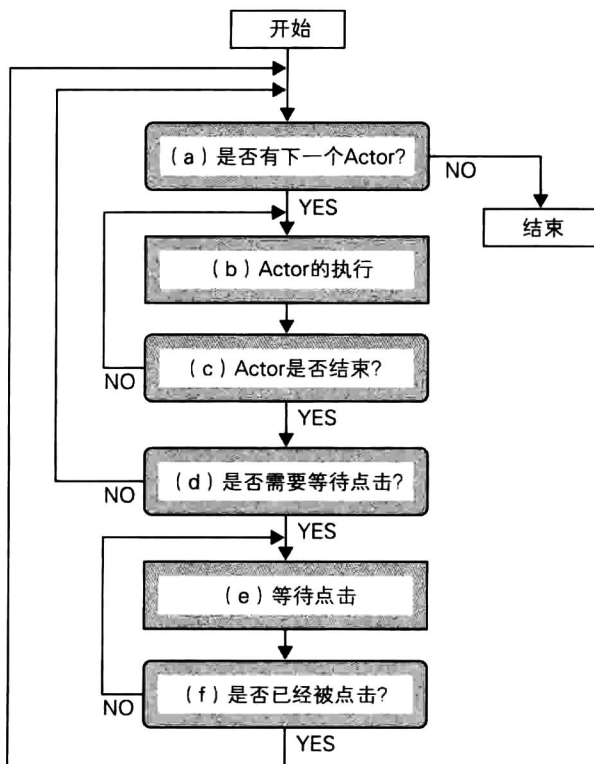 开始
(a)是否有下一个Actor?
NO
YES
结束
(b)Actor的执行
(c)Actor是否结束?
NO
YES
(d)是否需要等待点击?
NO
YES
(e)等待点击
(f)是否已经被点击?
NO
YES